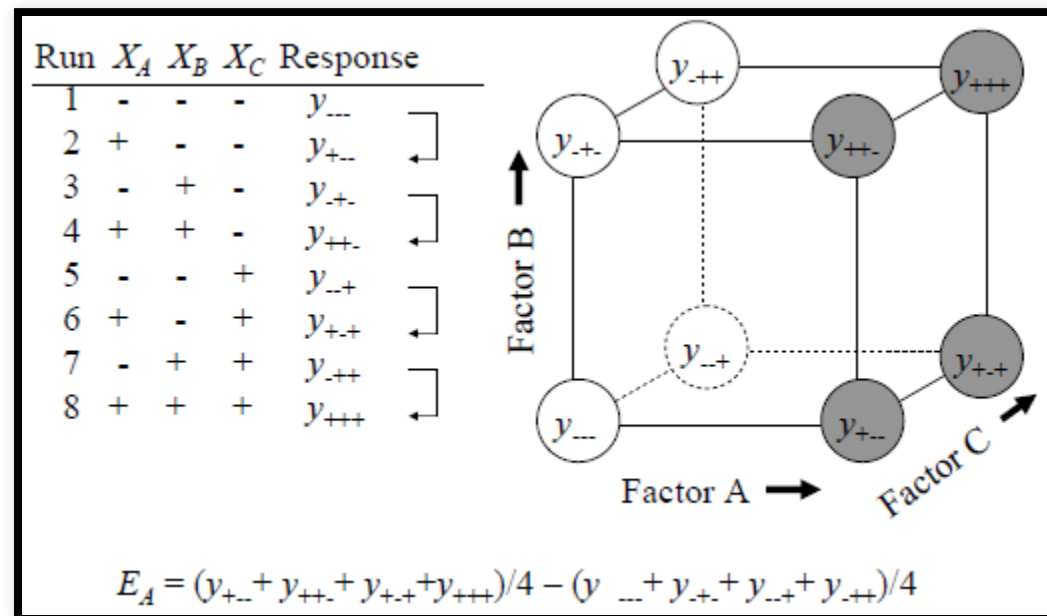 Run X_A X_B X_C Response
1 - - - y_---
2 + - - y_+--
3 - + - y_-+-
4 + + - y_++-
5 - - + y_--+
6 + - + y_+-+
7 - + + y_-++
8 + + + y_+++
y_-++
y_+++
y_-+-
y_++-
Factor B
y_--+
y_+-+
y_---
y_+--
Factor A
Factor C
E_A = (y_+-- + y_++- + y_+-+ + y_+++)/4 – (y_--- + y_-+- + y_--+ + y_-++)/4